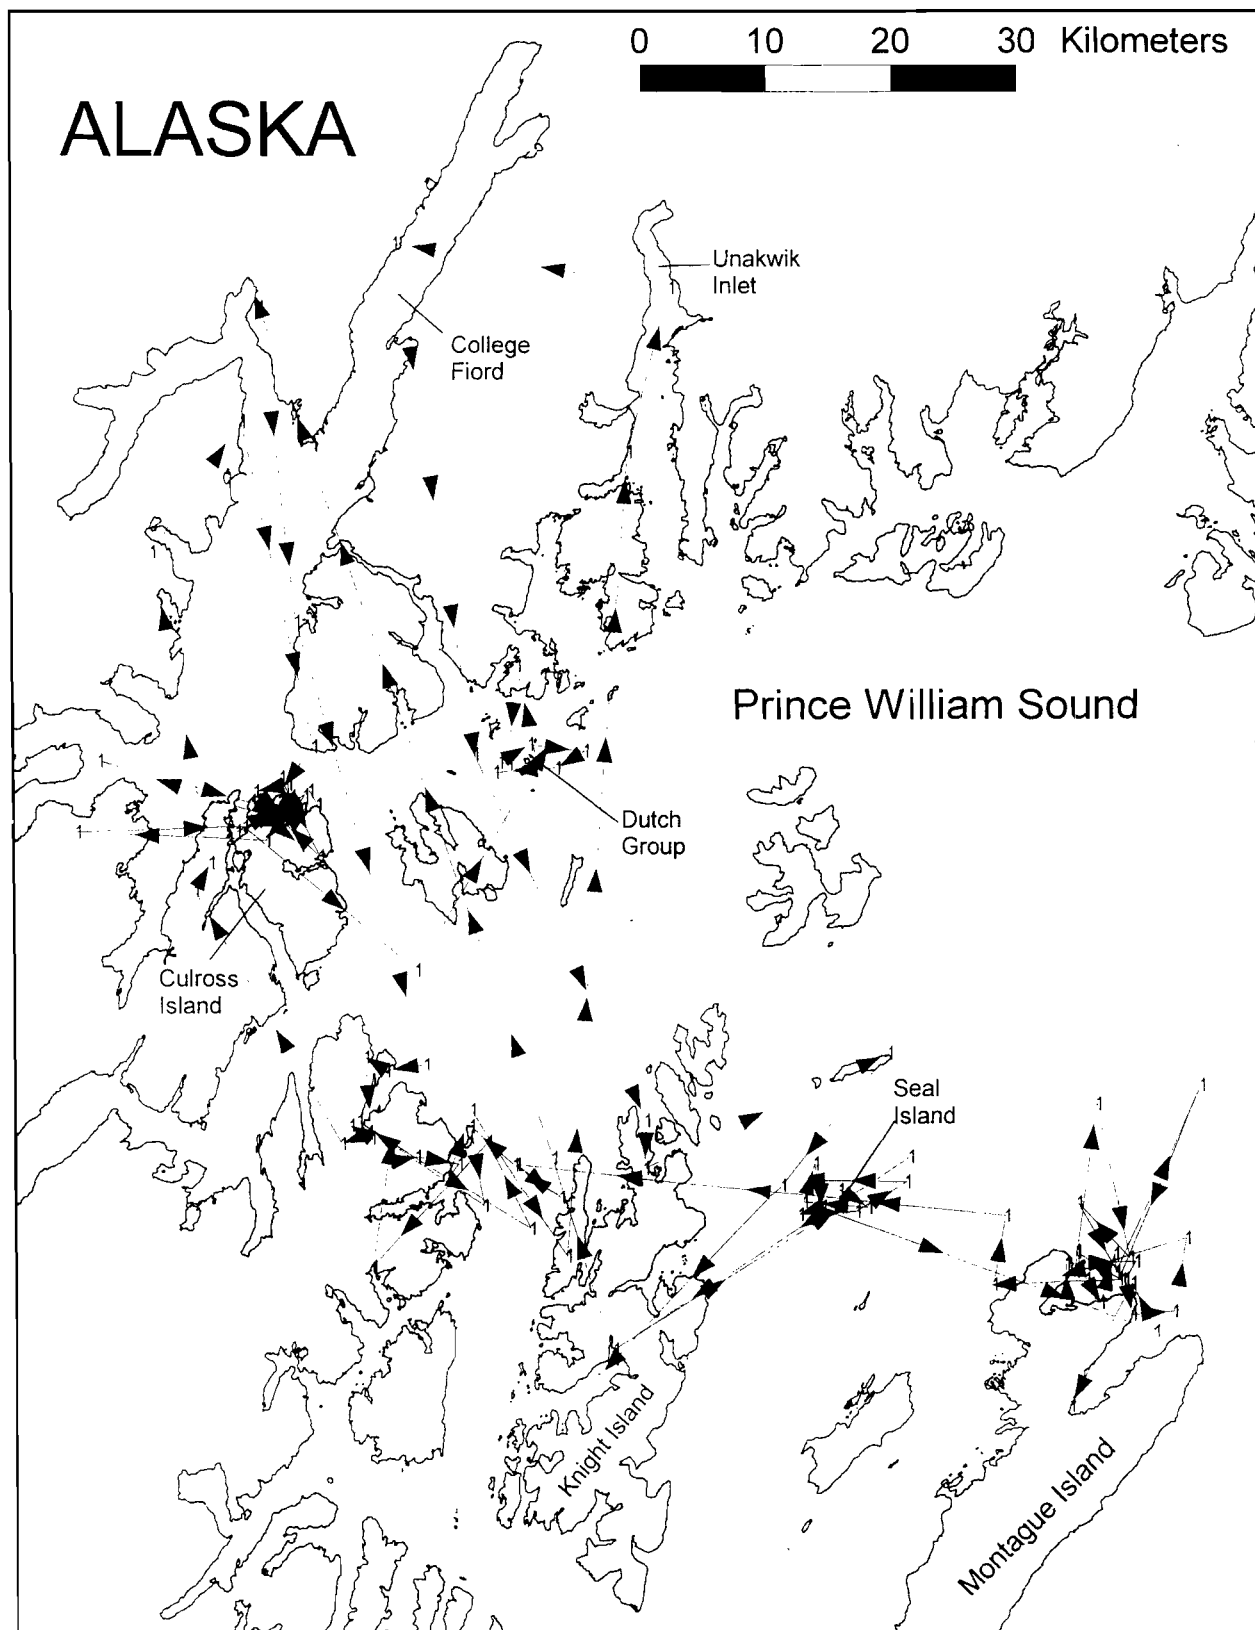 0 10 20 30 Kilometers
ALASKA
Unakwik
Inlet
College
Fiord
Prince William Sound
Dutch
Group
Culross
Island
Seal
Island
Knight Island
Montague Island